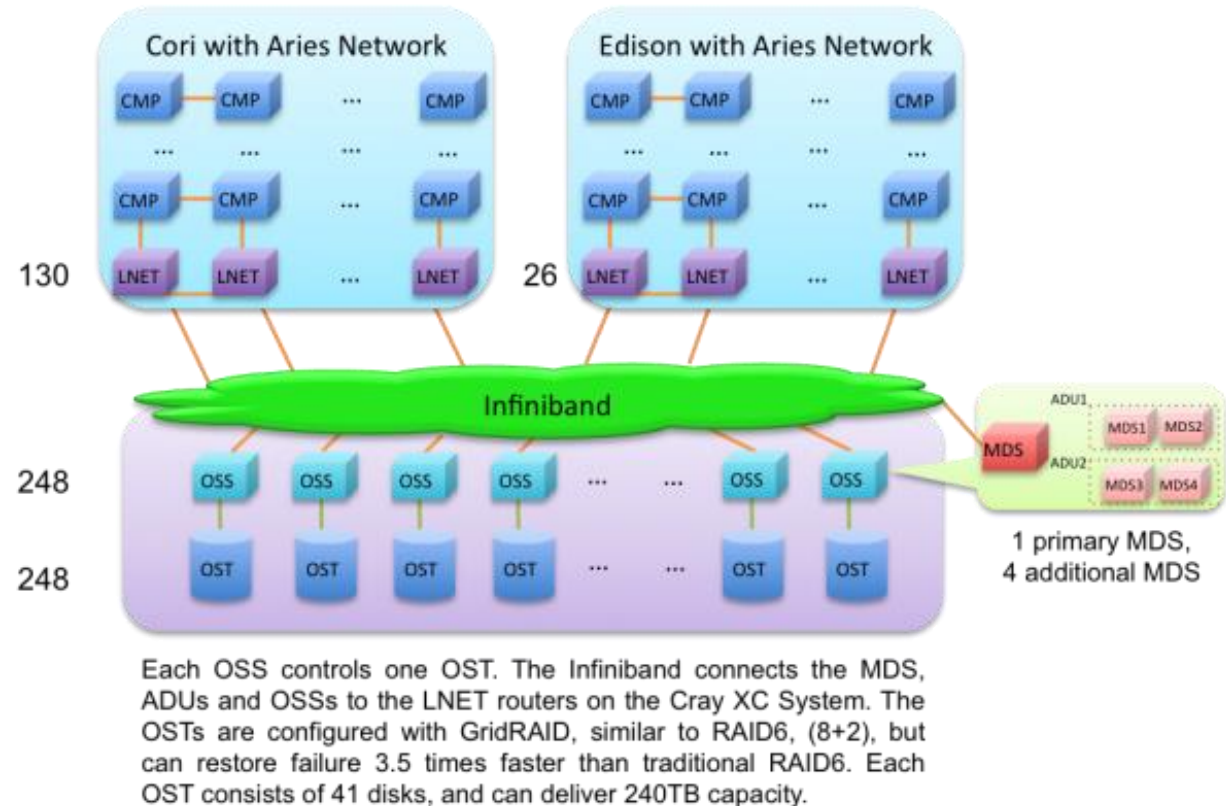 Cori with Aries Network
Edison with Aries Network
CMP CMP ... CMP
CMP CMP ... CMP
... ... ... ...
... ... ... ...
CMP CMP ... CMP
CMP CMP ... CMP
130 LNET LNET ... LNET
26 LNET LNET ... LNET
Infiniband
ADU1
MDS1 MDS2
MDS
ADU2
MDS3 MDS4
248 OSS OSS OSS OSS ... ... OSS OSS
248 OST OST OST OST ... ... OST OST
1 primary MDS,
4 additional MDS
Each OSS controls one OST. The Infiniband connects the MDS,
ADUs and OSSs to the LNET routers on the Cray XC System. The
OSTs are configured with GridRAID, similar to RAID6, (8+2), but
can restore failure 3.5 times faster than traditional RAID6. Each
OST consists of 41 disks, and can deliver 240TB capacity.